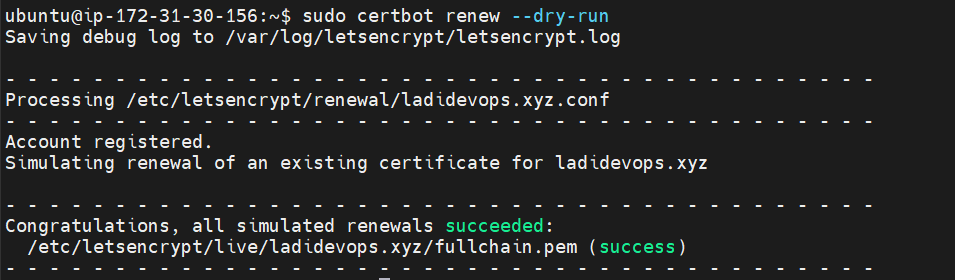 ubuntu@ip-172-31-30-156:~$ sudo certbot renew --dry-run
Saving debug log to /var/log/letsencrypt/letsencrypt.log
- - - - - - - - - - - - - - - - - - - - - - - - - - - - - - - - - - - - - - - -
Processing /etc/letsencrypt/renewal/ladidevops.xyz.conf
- - - - - - - - - - - - - - - - - - - - - - - - - - - - - - - - - - - - - - - -
Account registered.
Simulating renewal of an existing certificate for ladidevops.xyz
- - - - - - - - - - - - - - - - - - - - - - - - - - - - - - - - - - - - - - - -
Congratulations, all simulated renewals succeeded:
  /etc/letsencrypt/live/ladidevops.xyz/fullchain.pem (success)
- - - - - - - - - - - - - - - - - - - - - - - - - - - - - - - - - - - - - - - -